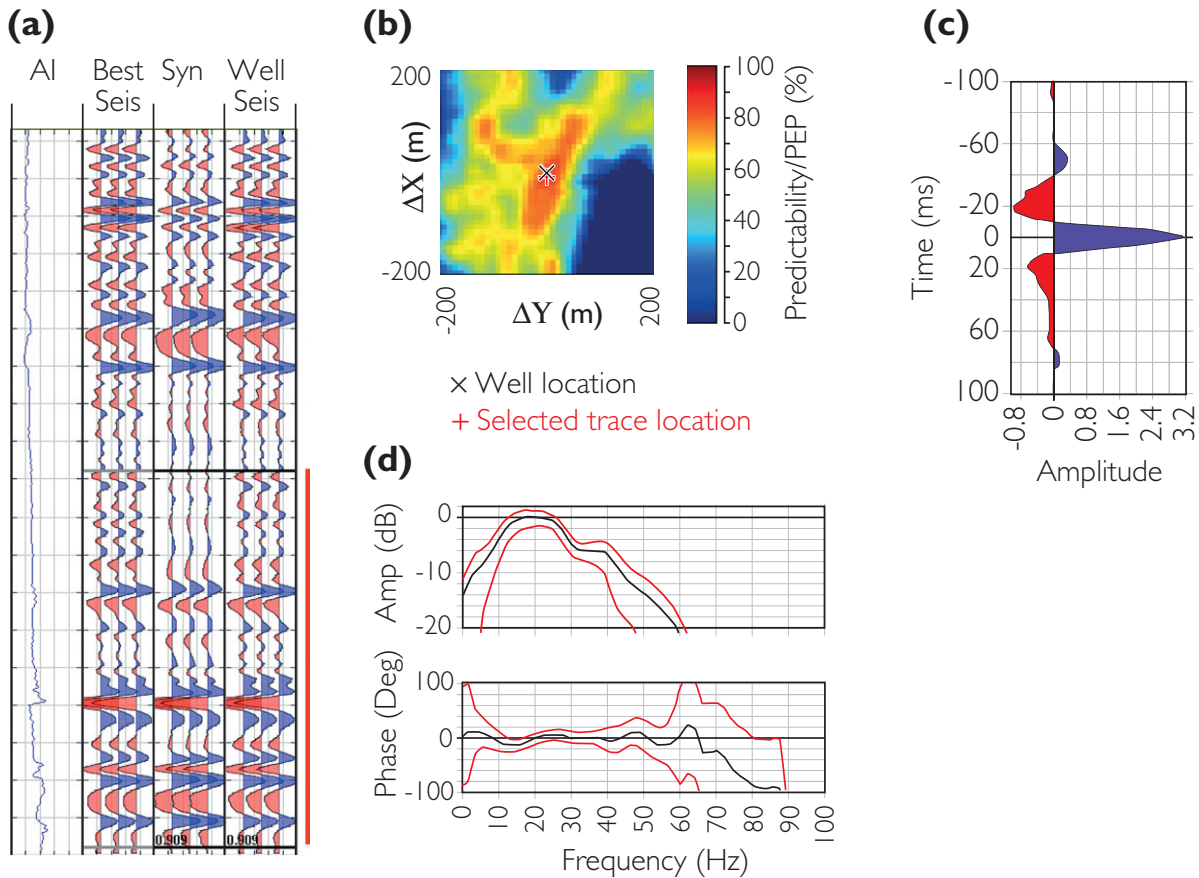 (a)
AI
Best Seis
Syn
Well Seis
0.909
0.909
(b)
200
ΔX (m)
-200
-200
ΔY (m)
200
100
80
60
40
20
0
Predictability/PEP (%)
× Well location
+ Selected trace location
(c)
-100
-60
-20
0
20
60
100
Time (ms)
-0.8
0
0.8
1.6
2.4
3.2
Amplitude
(d)
0
-10
-20
Amp (dB)
100
0
-100
Phase (Deg)
0
10
20
30
40
50
60
70
80
90
100
Frequency (Hz)